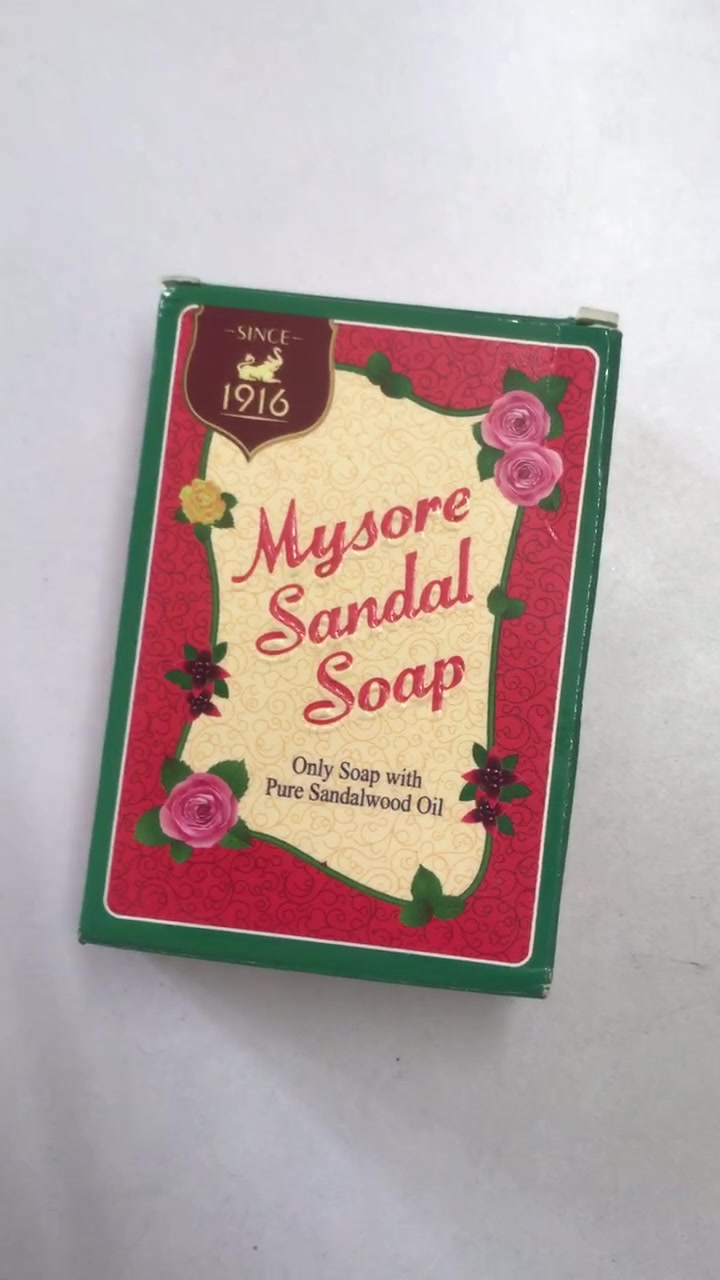 -SINCE-
1916
Mysore
Sandal
Soap
Only Soap with
Pure Sandalwood Oil